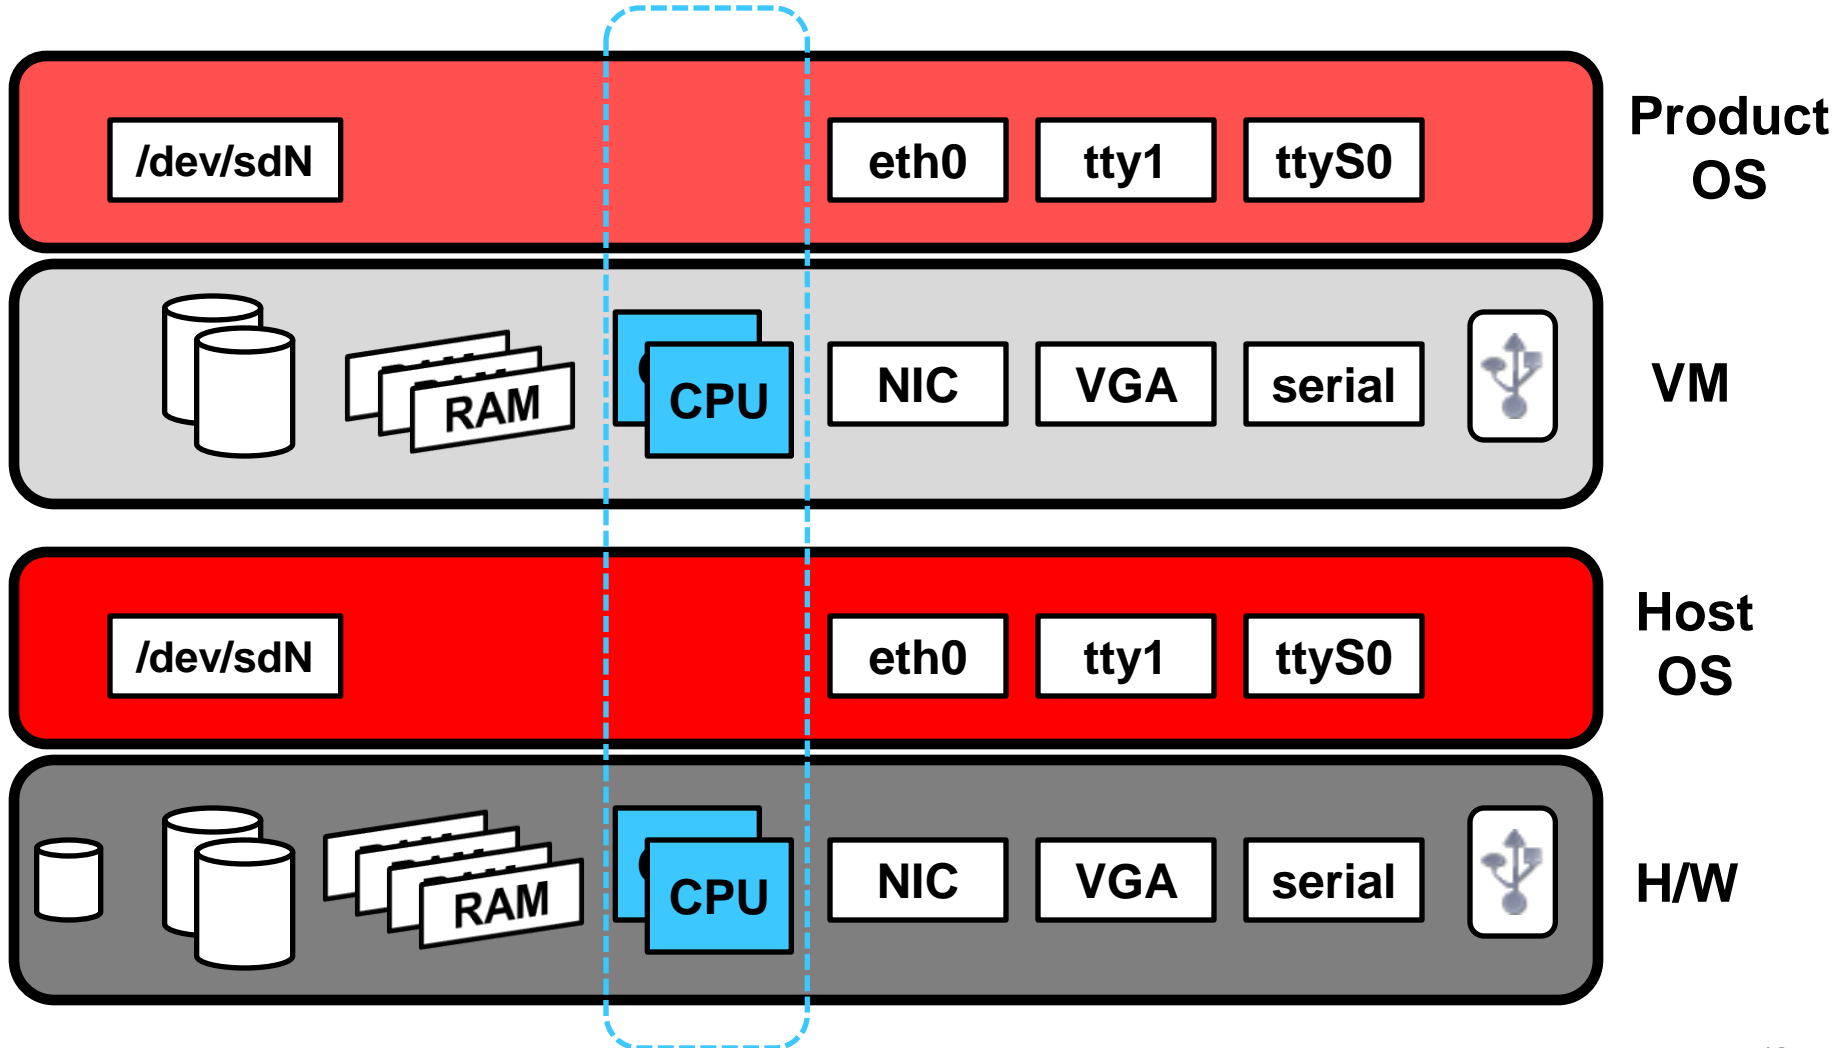 /dev/sdN
eth0
tty1
ttyS0
Product
OS
RAM
CPU
NIC
VGA
serial
VM
/dev/sdN
eth0
tty1
ttyS0
Host
OS
RAM
CPU
NIC
VGA
serial
H/W